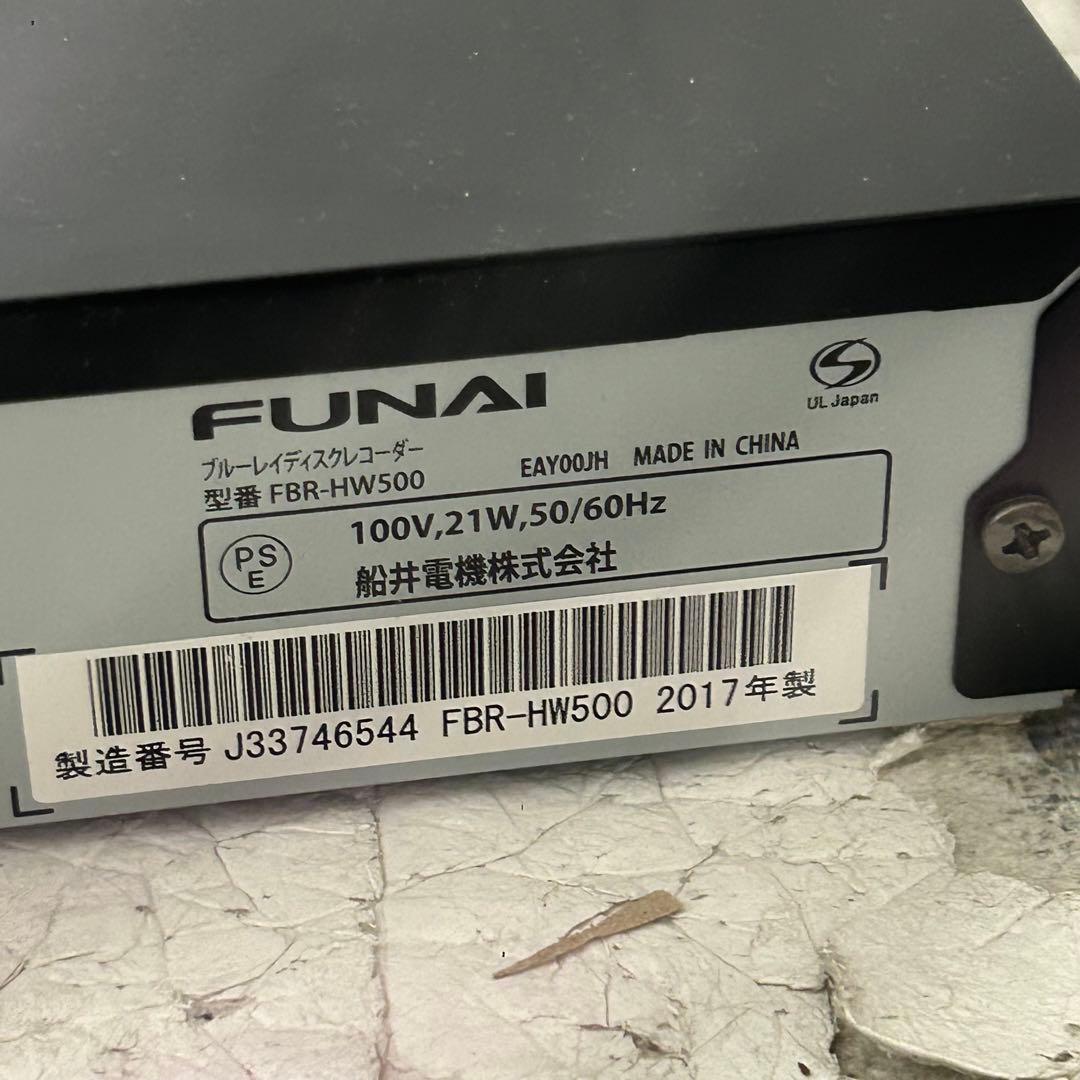 FUNAI
UL Japan
ブルーレイディスクレコーダー
型番 FBR-HW500
EAY00JH MADE IN CHINA
PS
E
100V,21W,50/60Hz
船井電機株式会社
製造番号 J33746544 FBR-HW500 2017年製